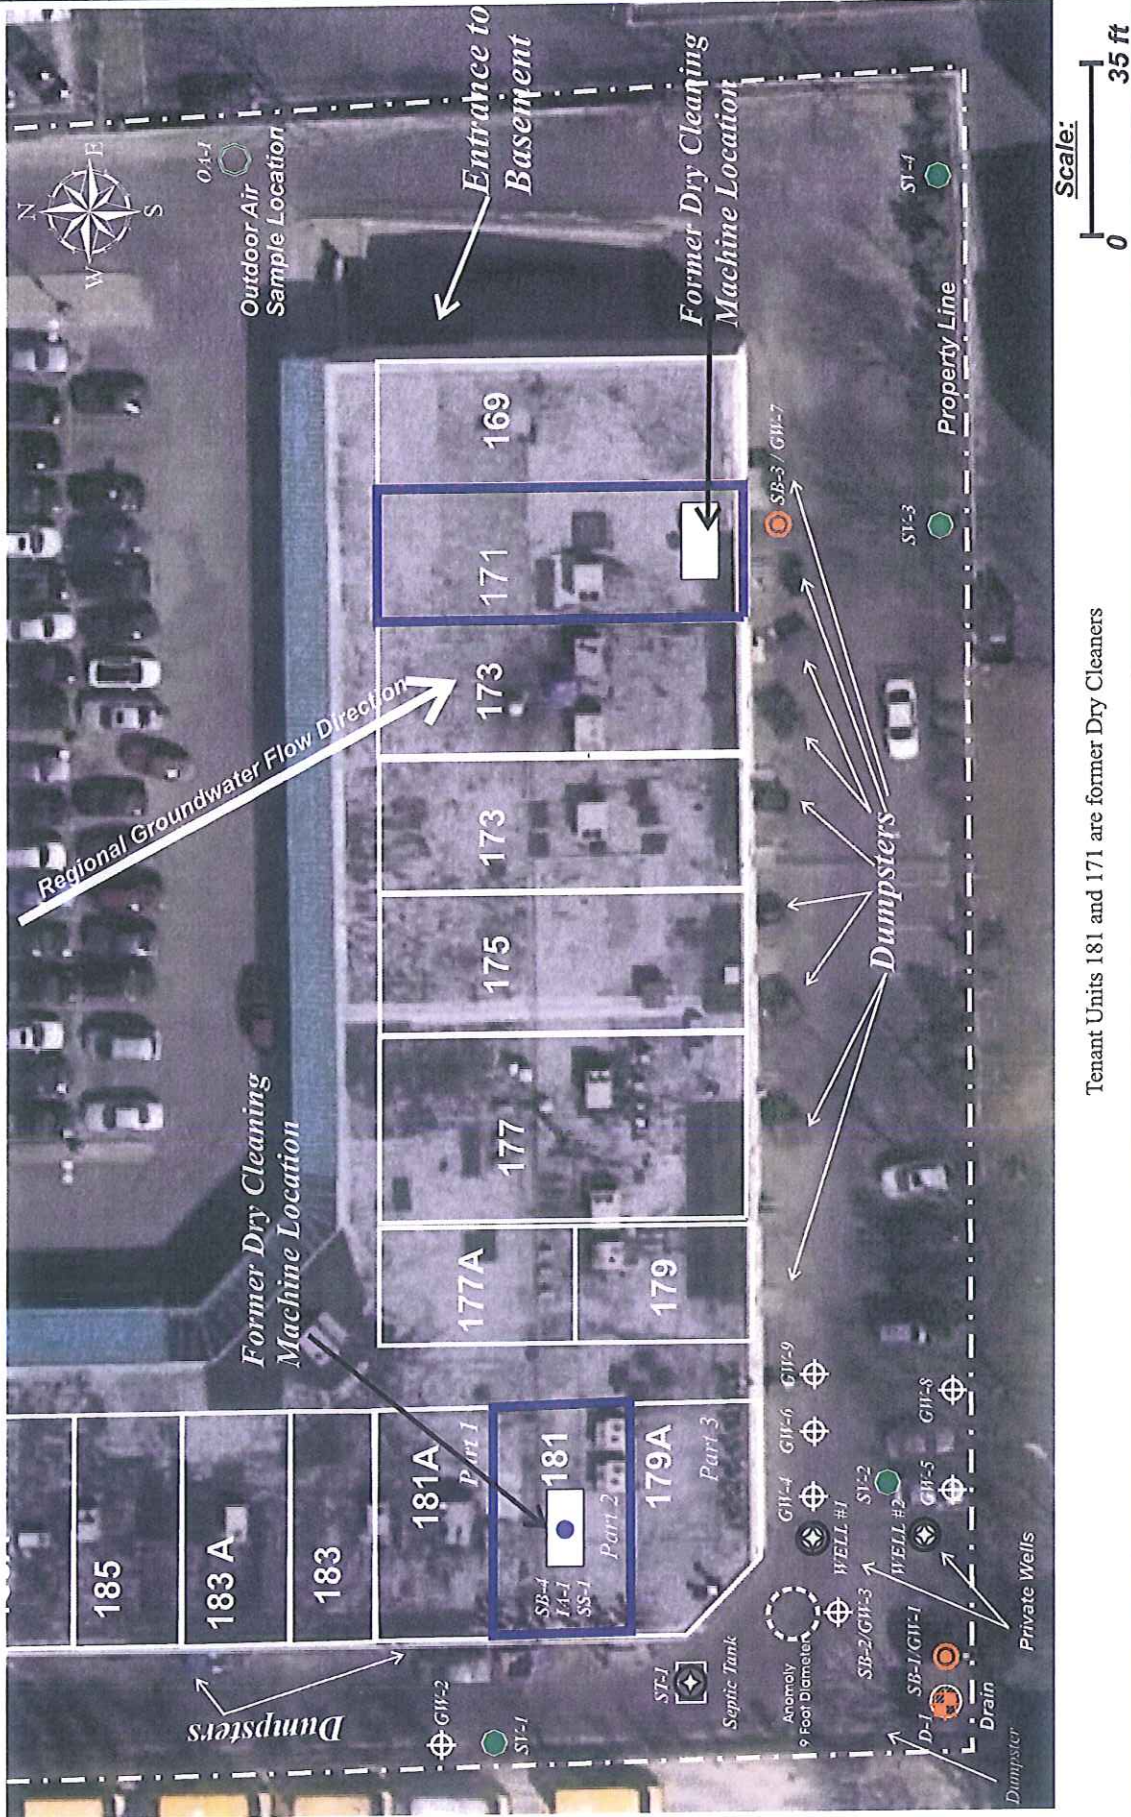 N
E
S
W
OA-1
Outdoor Air
Sample Location
Entrance to
Basement
Former Dry Cleaning
Machine Location
Regional Groundwater Flow Direction
Former Dry Cleaning
Machine Location
169
171
173
173
175
177
177A
179
185
183 A
183
181A
Part 1
181
SB-4
IA-1
SS-1
Part 2
179A
Part 3
Dumpsters
GW-2
SV-1
ST-1
Septic Tank
Anomoly
9 Foot Diameter
SB-2/GW-3
WELL #1
GW-4
GW-6
GW-9
SV-2
WELL #2
GW-5
GW-8
D-1
SB-1/GW-1
Drain
Dumpster
Private Wells
Dumpsters
SB-3 / GW-7
SV-3
SV-4
Property Line
Scale:
0
35 ft
Tenant Units 181 and 171 are former Dry Cleaners